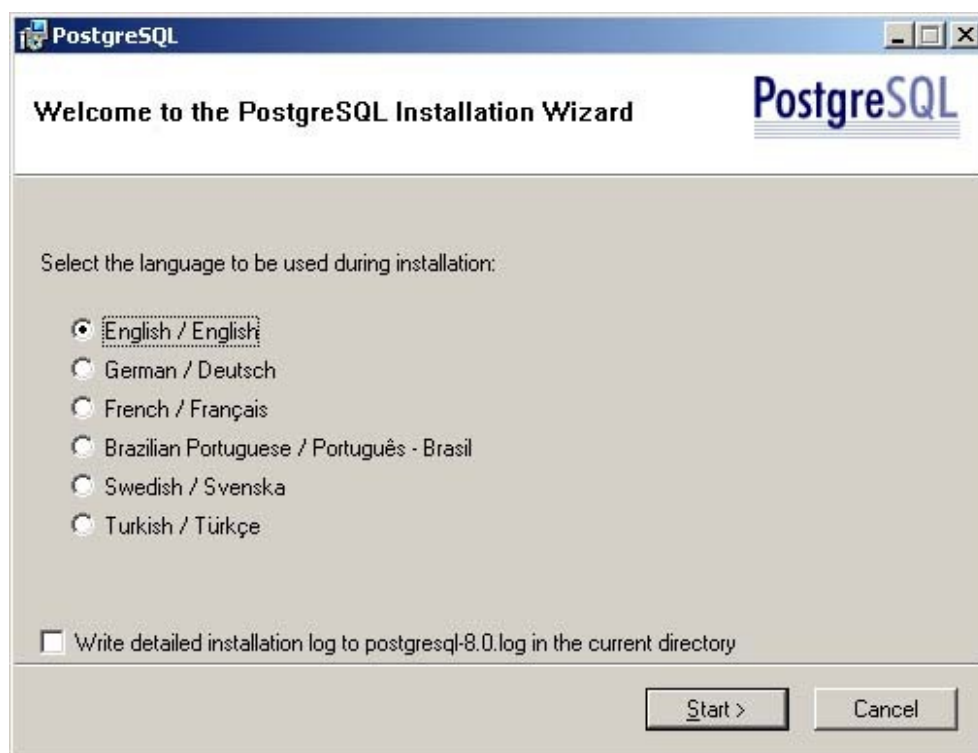 PostgreSQL
Welcome to the PostgreSQL Installation Wizard
PostgreSQL
Select the language to be used during installation:
English / English
German / Deutsch
French / Français
Brazilian Portuguese / Português - Brasil
Swedish / Svenska
Turkish / Türkçe
Write detailed installation log to postgresql-8.0.log in the current directory
Start >
Cancel